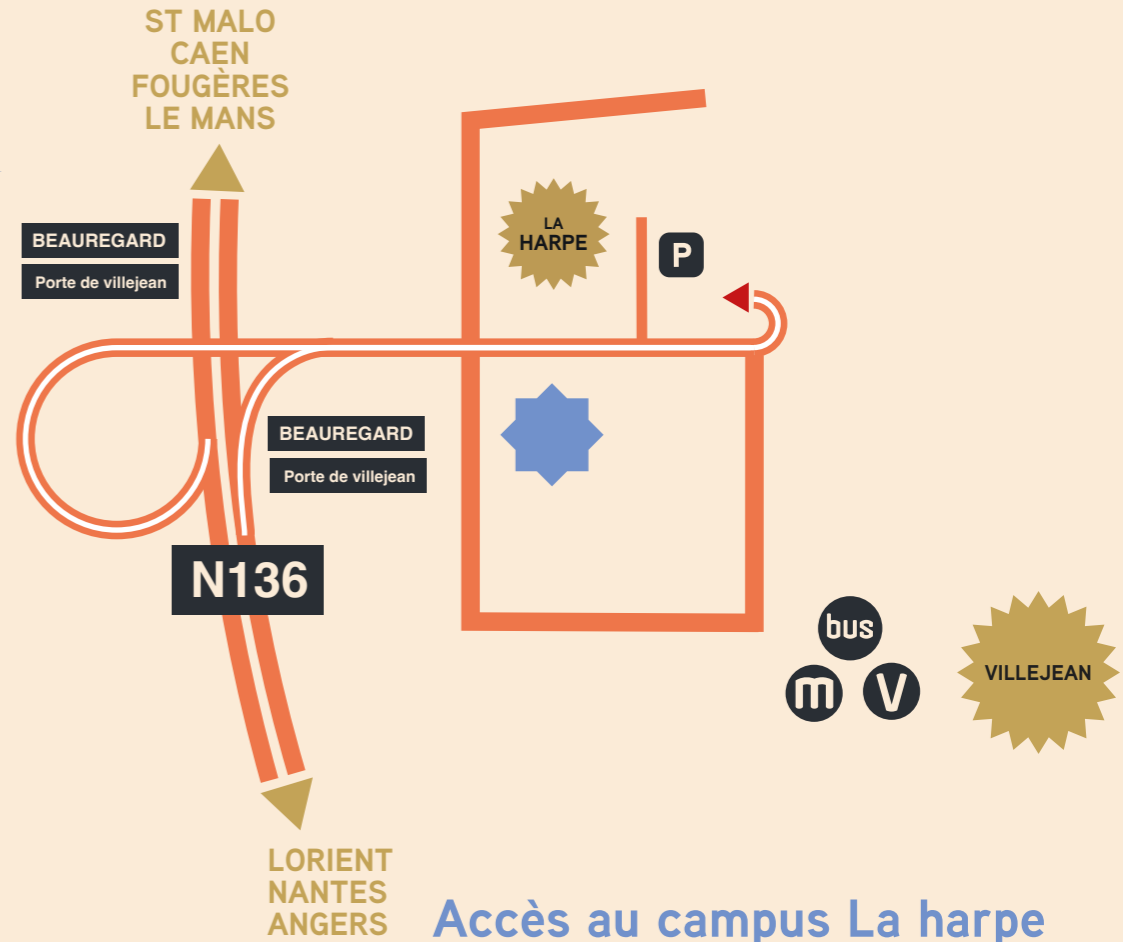 ST MALO
CAEN
FOUGÈRES
LE MANS
BEAUREGARD
Porte de villejean
LA
HARPE
P
BEAUREGARD
Porte de villejean
N136
bus
m
V
VILLEJEAN
LORIENT
NANTES
ANGERS
Accès au campus La harpe